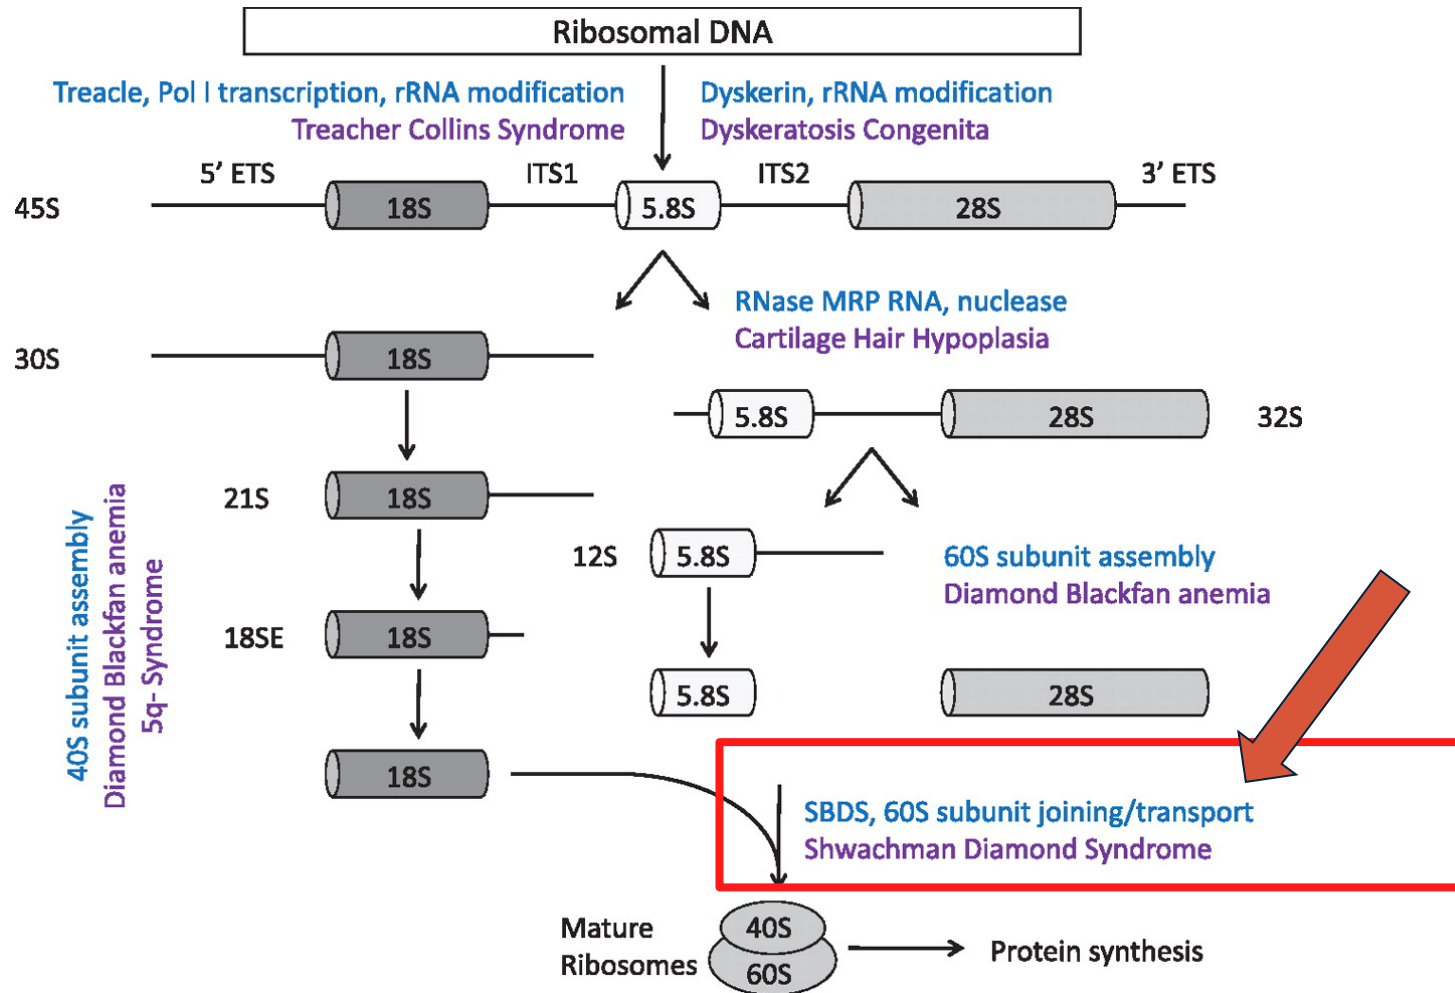 Ribosomal DNA
Treacle, Pol I transcription, rRNA modification
Treacher Collins Syndrome
Dyskerin, rRNA modification
Dyskeratosis Congenita
5’ ETS
ITS1
ITS2
3’ ETS
45S
18S
5.8S
28S
RNase MRP RNA, nuclease
Cartilage Hair Hypoplasia
30S
18S
5.8S
28S
32S
21S
18S
12S
5.8S
60S subunit assembly
Diamond Blackfan anemia
40S subunit assembly
Diamond Blackfan anemia
5q- Syndrome
18SE
18S
5.8S
28S
18S
SBDS, 60S subunit joining/transport
Shwachman Diamond Syndrome
Mature
Ribosomes
40S
60S
Protein synthesis